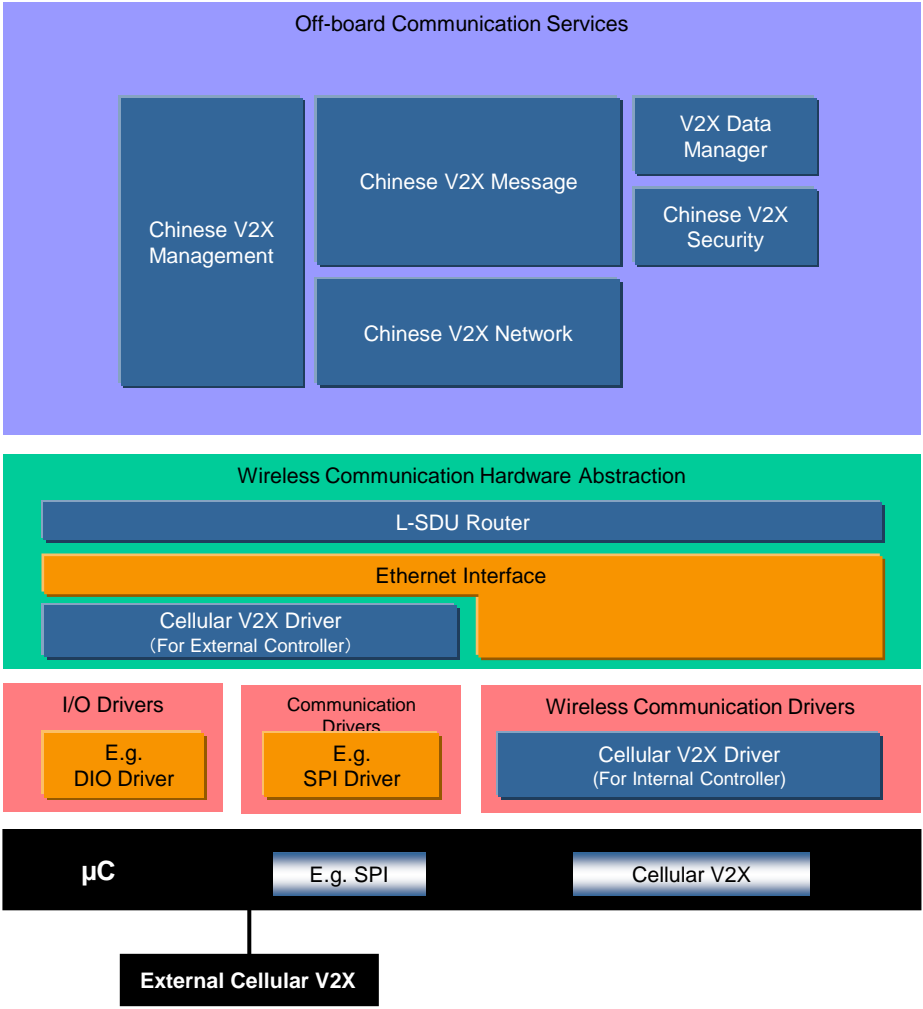 Off-board Communication Services
Chinese V2X
Management
Chinese V2X Message
V2X Data
Manager
Chinese V2X
Security
Chinese V2X Network
Wireless Communication Hardware Abstraction
L-SDU Router
Ethernet Interface
Cellular V2X Driver
（For External Controller）
I/O Drivers
E.g.
DIO Driver
Communication
Drivers
E.g.
SPI Driver
Wireless Communication Drivers
Cellular V2X Driver
(For Internal Controller)
µC
E.g. SPI
Cellular V2X
External Cellular V2X